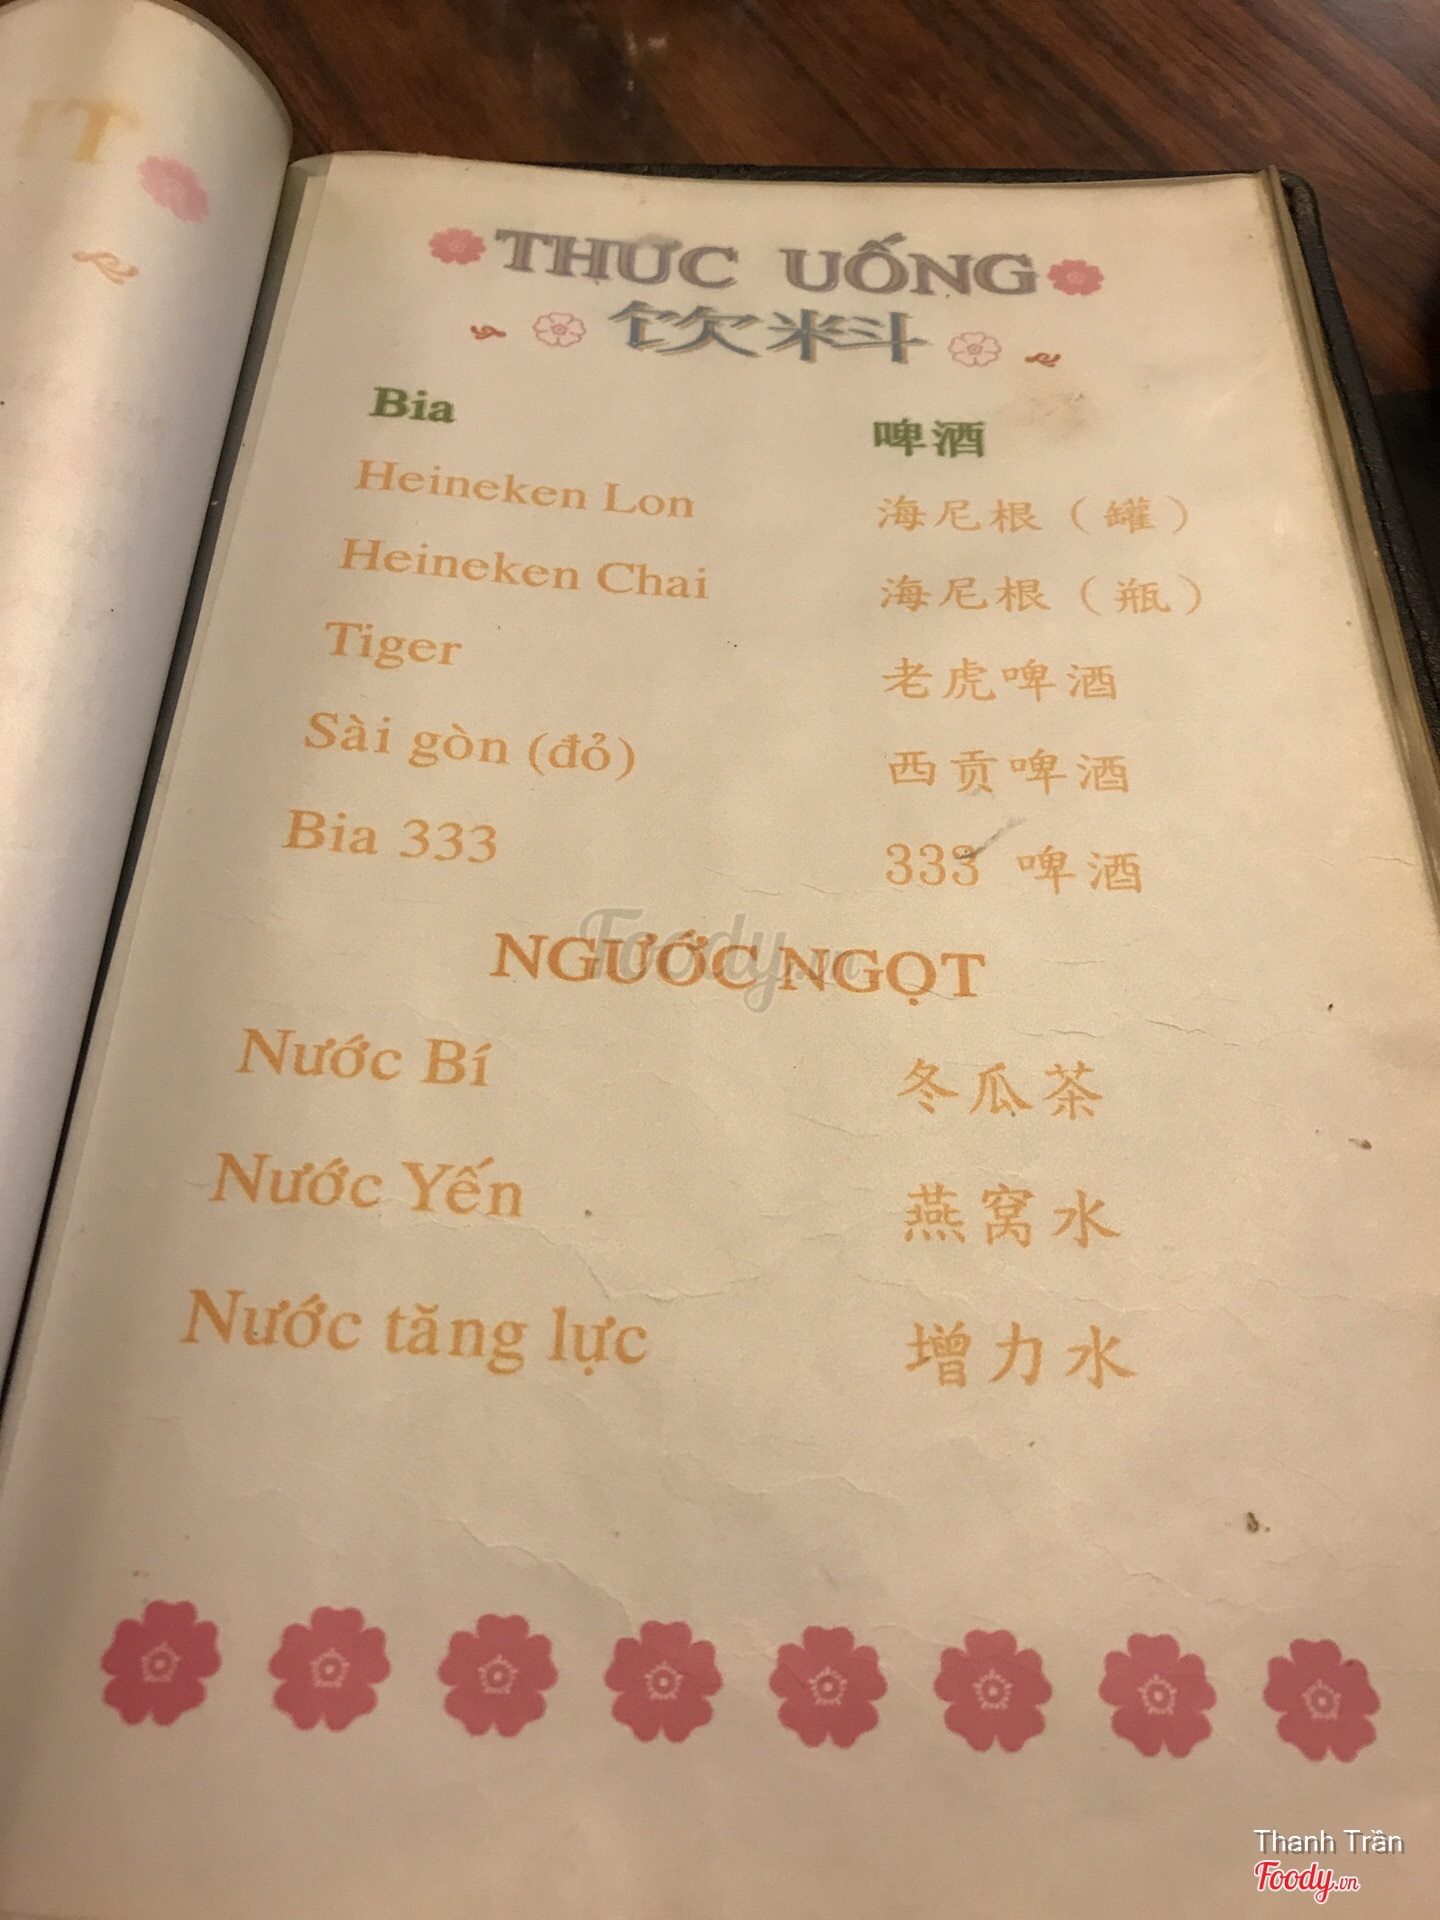 THỨC UỐNG
饮料
Bia 啤酒
Heineken Lon 海尼根（罐）
Heineken Chai 海尼根（瓶）
Tiger 老虎啤酒
Sài gòn (đỏ) 西贡啤酒
Bia 333 333 啤酒
NGƯỚC NGỌT
Foody.vn
Nước Bí 冬瓜茶
Nước Yến 燕窝水
Nước tăng lực 增力水
Thanh Trần
Foody.vn